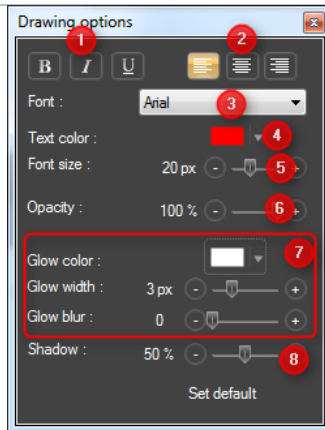 Drawing options
1 2
B I U
Font : Arial 3
Text color : 4
Font size : 20 px - 5 +
Opacity : 100 % - 6 +
7
Glow color :
Glow width : 3 px - +
Glow blur : 0 - +
Shadow : 50 % - 8
Set default